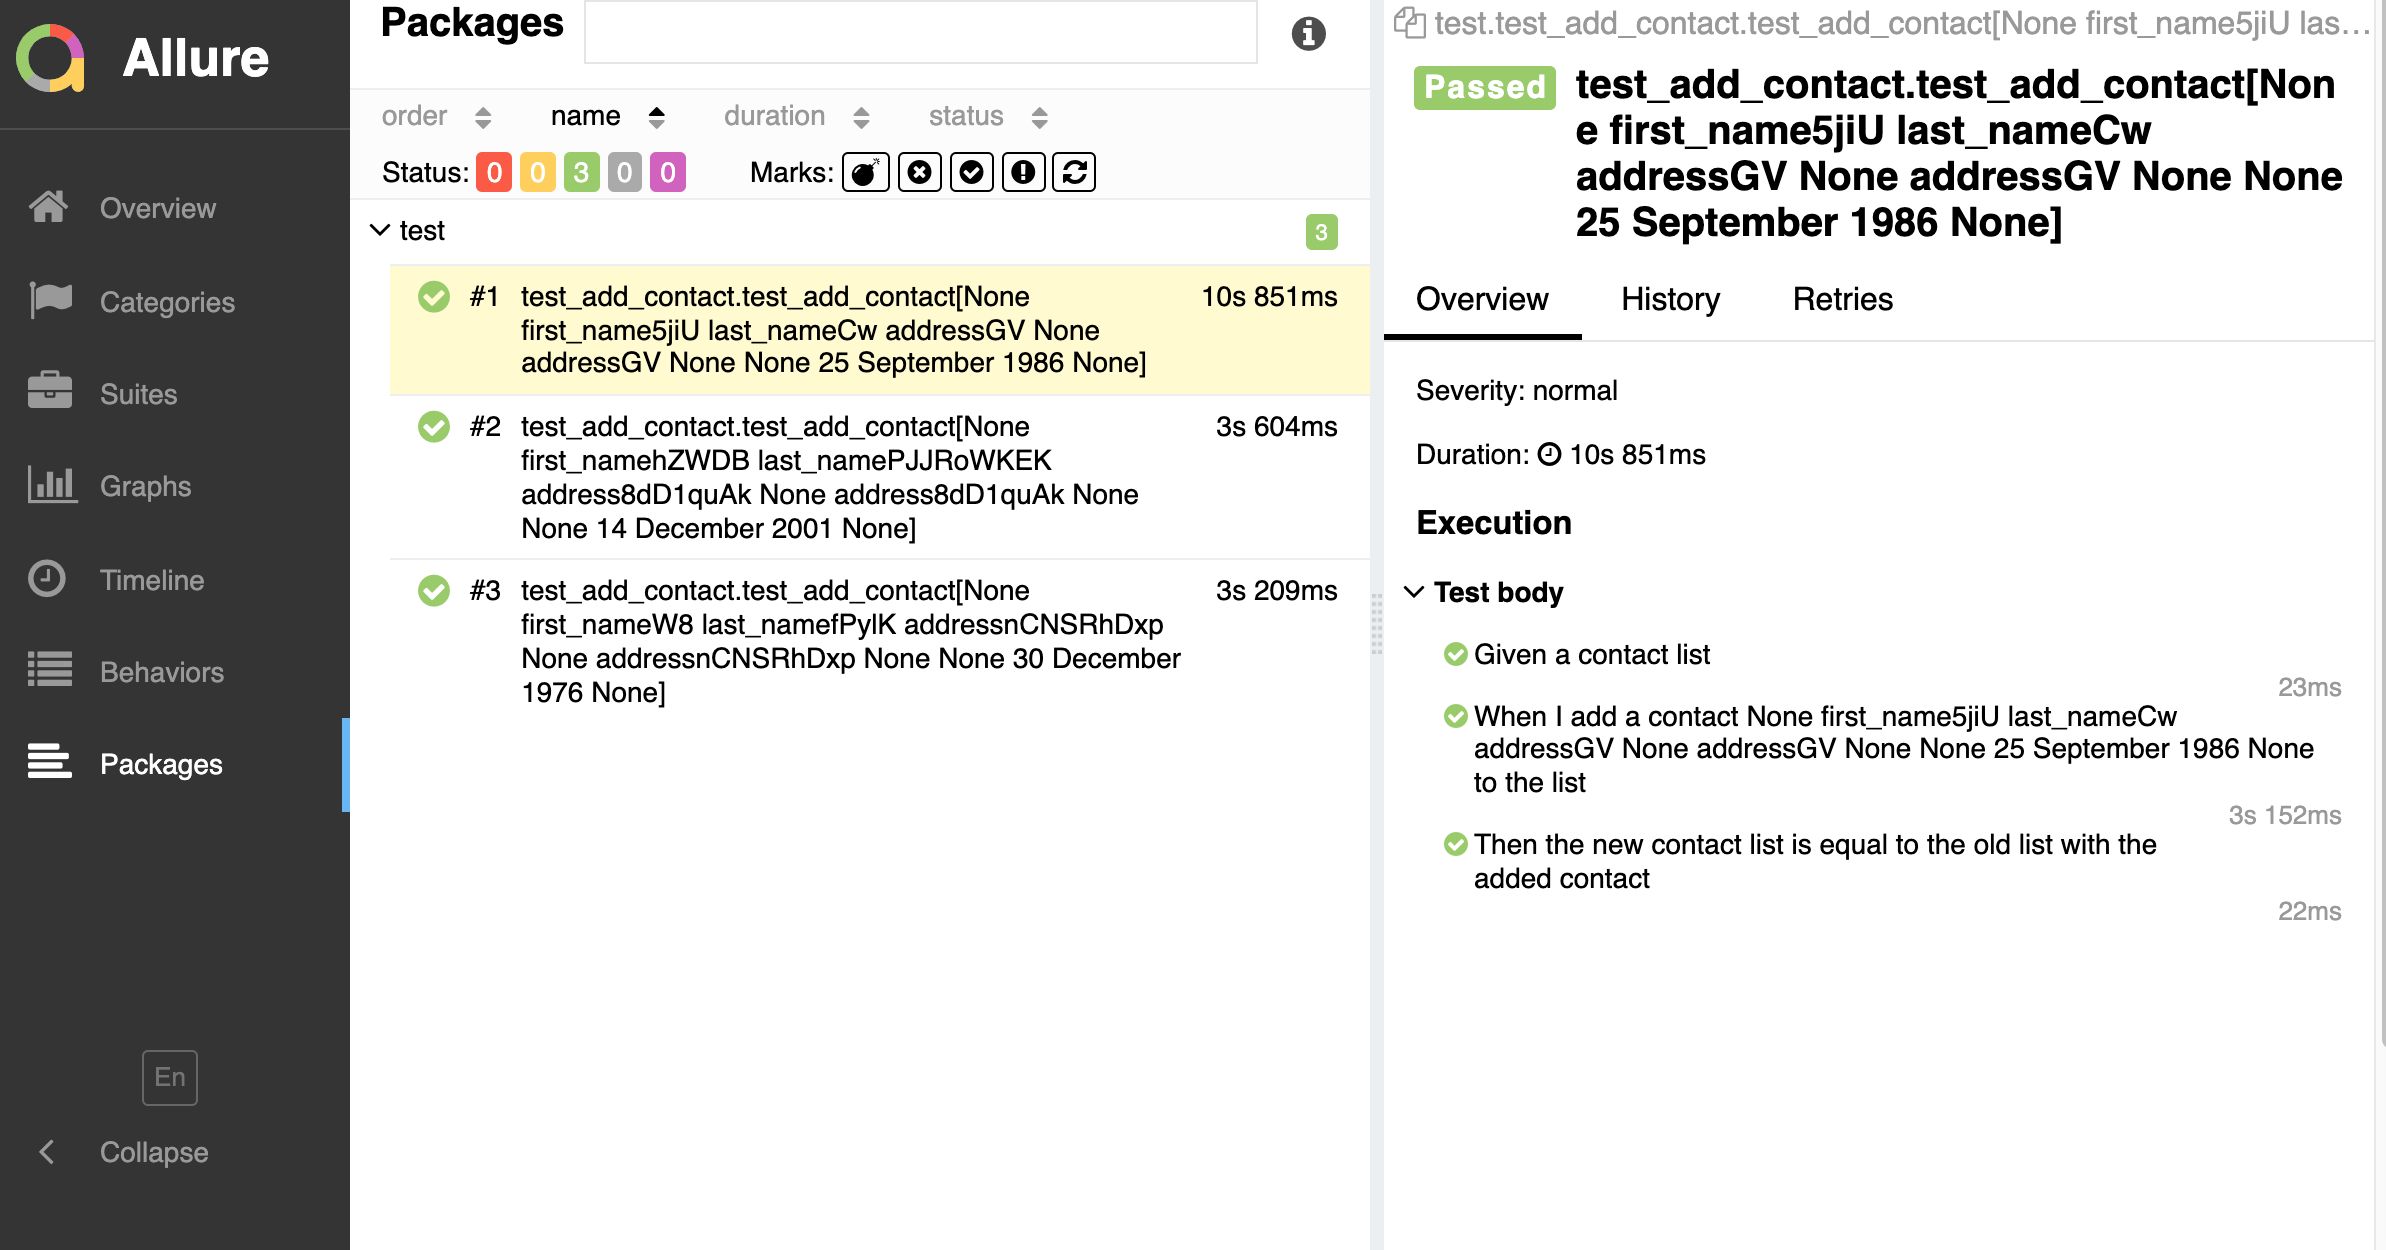 Allure
Overview
Categories
Suites
Graphs
Timeline
Behaviors
Packages
En
Collapse
Packages
order name duration status
Status: 0 0 3 0 0 Marks:
test 3
#1 test_add_contact.test_add_contact[None 10s 851ms
first_name5jiU last_nameCw addressGV None
addressGV None None 25 September 1986 None]
#2 test_add_contact.test_add_contact[None 3s 604ms
first_namehZWDB last_namePJJRoWKEK
address8dD1quAk None address8dD1quAk None
None 14 December 2001 None]
#3 test_add_contact.test_add_contact[None 3s 209ms
first_nameW8 last_namefPylK addressnCNSRhDxp
None addressnCNSRhDxp None None 30 December
1976 None]
test.test_add_contact.test_add_contact[None first_name5jiU las...
Passed test_add_contact.test_add_contact[Non
e first_name5jiU last_nameCw
addressGV None addressGV None None
25 September 1986 None]
Overview History Retries
Severity: normal
Duration: 10s 851ms
Execution
Test body
Given a contact list
23ms
When I add a contact None first_name5jiU last_nameCw
addressGV None addressGV None None 25 September 1986 None
to the list
3s 152ms
Then the new contact list is equal to the old list with the
added contact
22ms